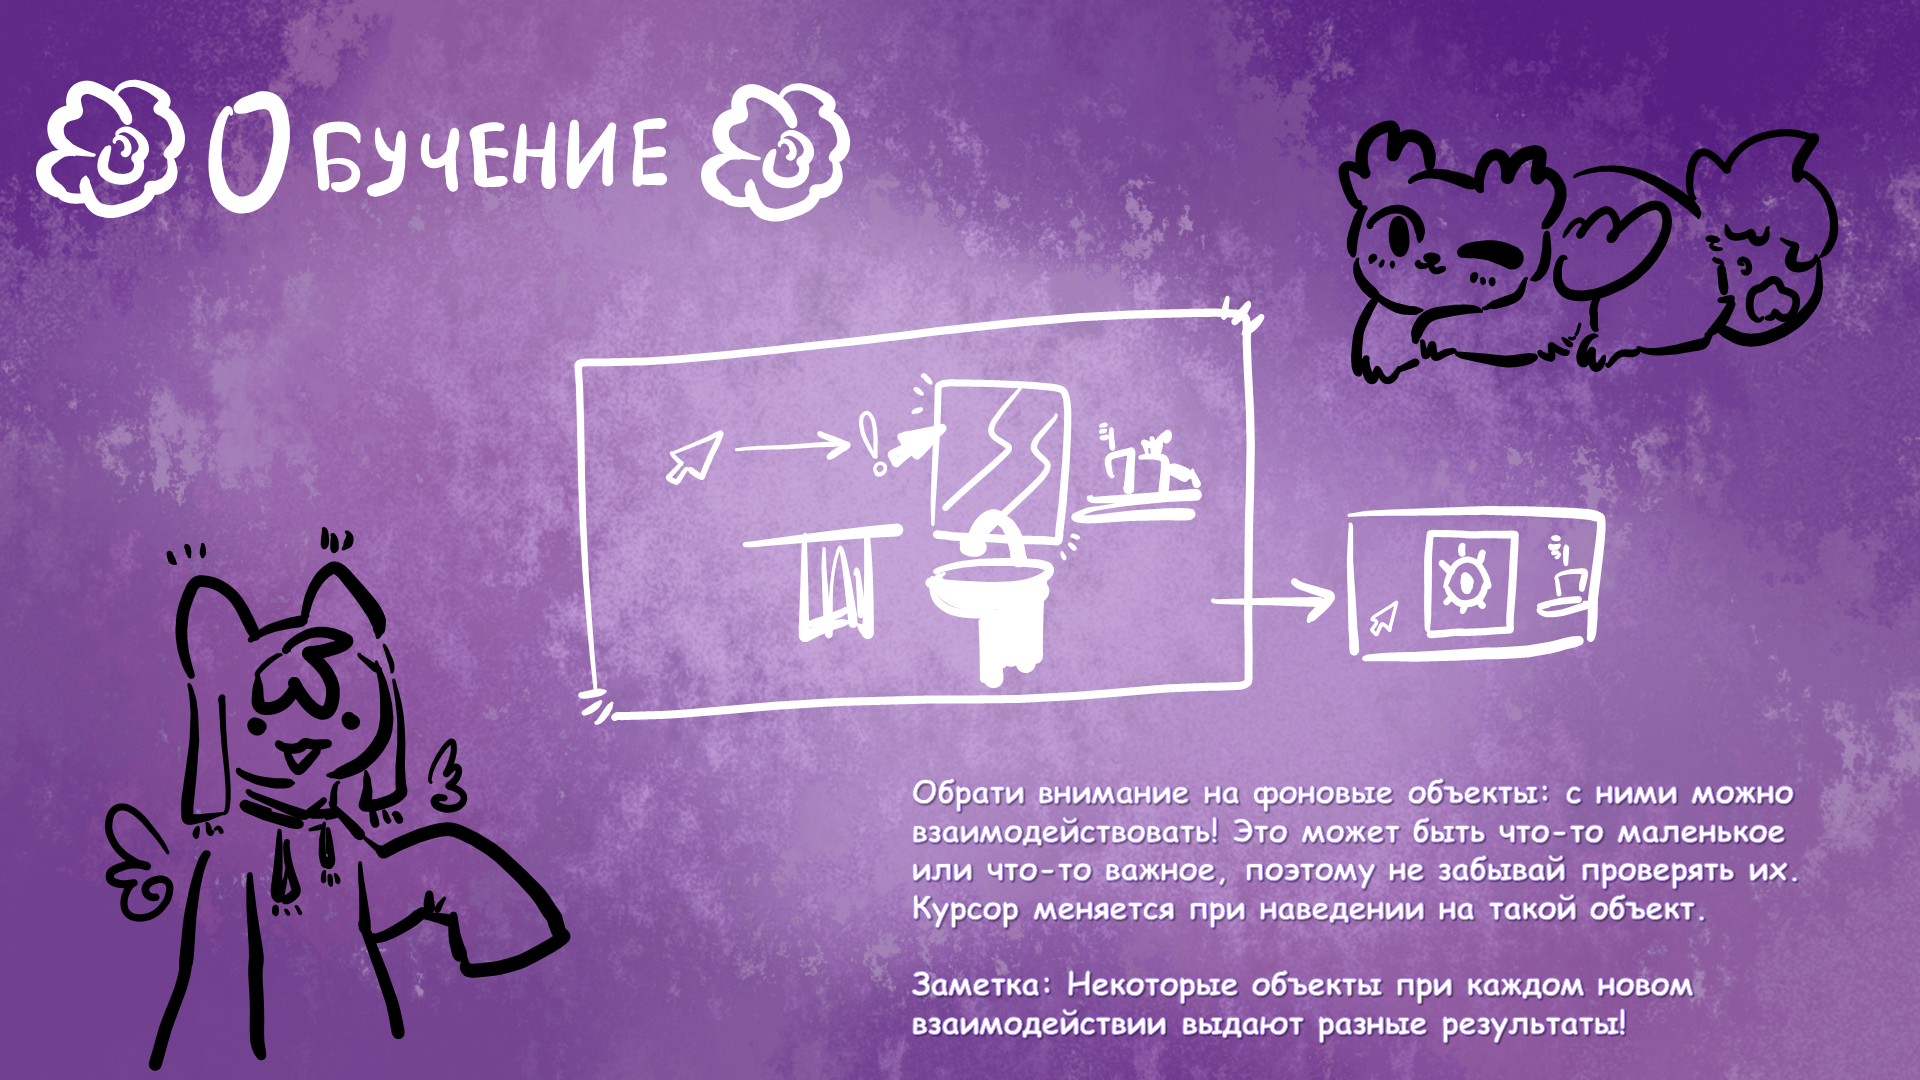 Обучение
Обрати внимание на фоновые объекты: с ними можно
взаимодействовать! Это может быть что-то маленькое
или что-то важное, поэтому не забывай проверять их.
Курсор меняется при наведении на такой объект.
Заметка: Некоторые объекты при каждом новом
взаимодействии выдают разные результаты!